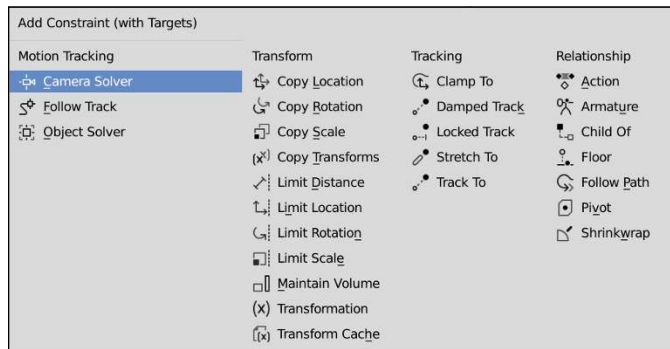 Add Constraint (with Targets)
Motion Tracking
Camera Solver
Follow Track
Object Solver
Transform
Copy Location
Copy Rotation
Copy Scale
Copy Transforms
Limit Distance
Limit Location
Limit Rotation
Limit Scale
Maintain Volume
Transformation
Transform Cache
Tracking
Clamp To
Damped Track
Locked Track
Stretch To
Track To
Relationship
Action
Armature
Child Of
Floor
Follow Path
Pivot
Shrinkwrap